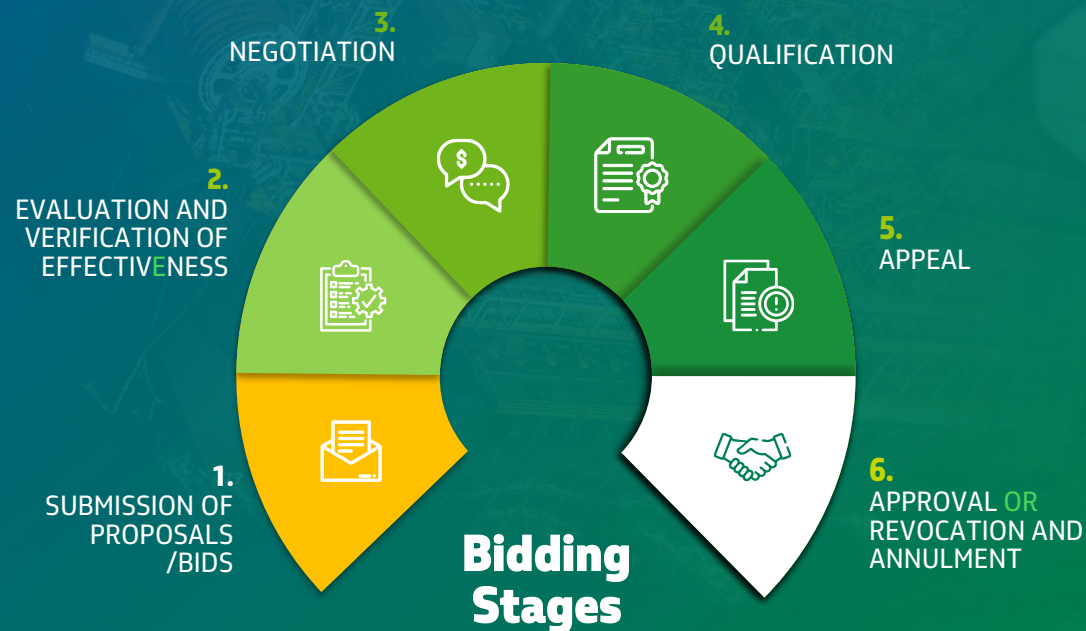 1.
SUBMISSION OF
PROPOSALS
/BIDS
2.
EVALUATION AND
VERIFICATION OF
EFFECTIVENESS
3.
NEGOTIATION
$
4.
QUALIFICATION
5.
APPEAL
6.
APPROVAL OR
REVOCATION AND
ANNULMENT
Bidding
Stages